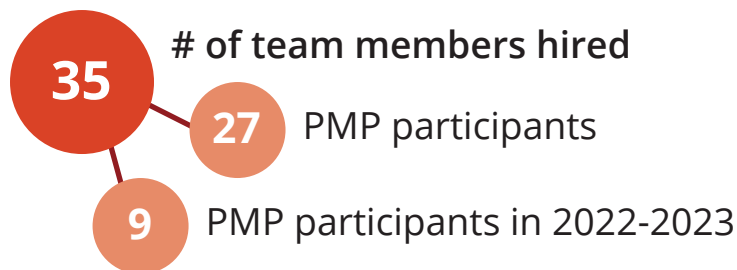 35 # of team members hired
27 PMP participants
9 PMP participants in 2022-2023